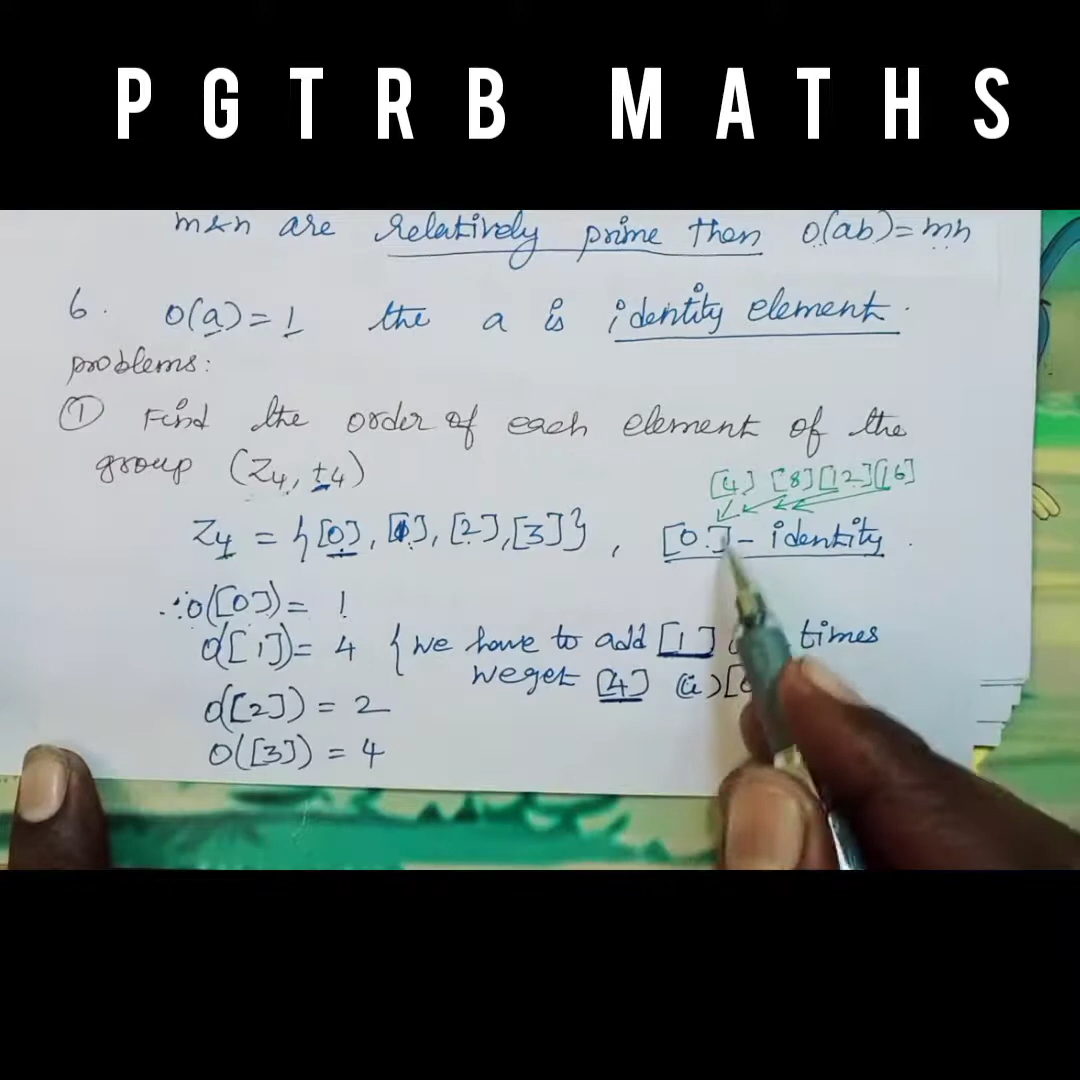 PGTRB MATHS
m&n are relatively prime then o(ab)=mn
6. o(a)=1 the a is identity element.
problems:
① Find the order of each element of the
group (Z4, +4)
[4] [8] [12] [16]
Z4 = {[0], [1], [2], [3]}, [0] - identity.
∴ o([0]) = 1
o([1]) = 4 {we have to add [1] times
we get [4] (i)
o([2]) = 2
o([3]) = 4